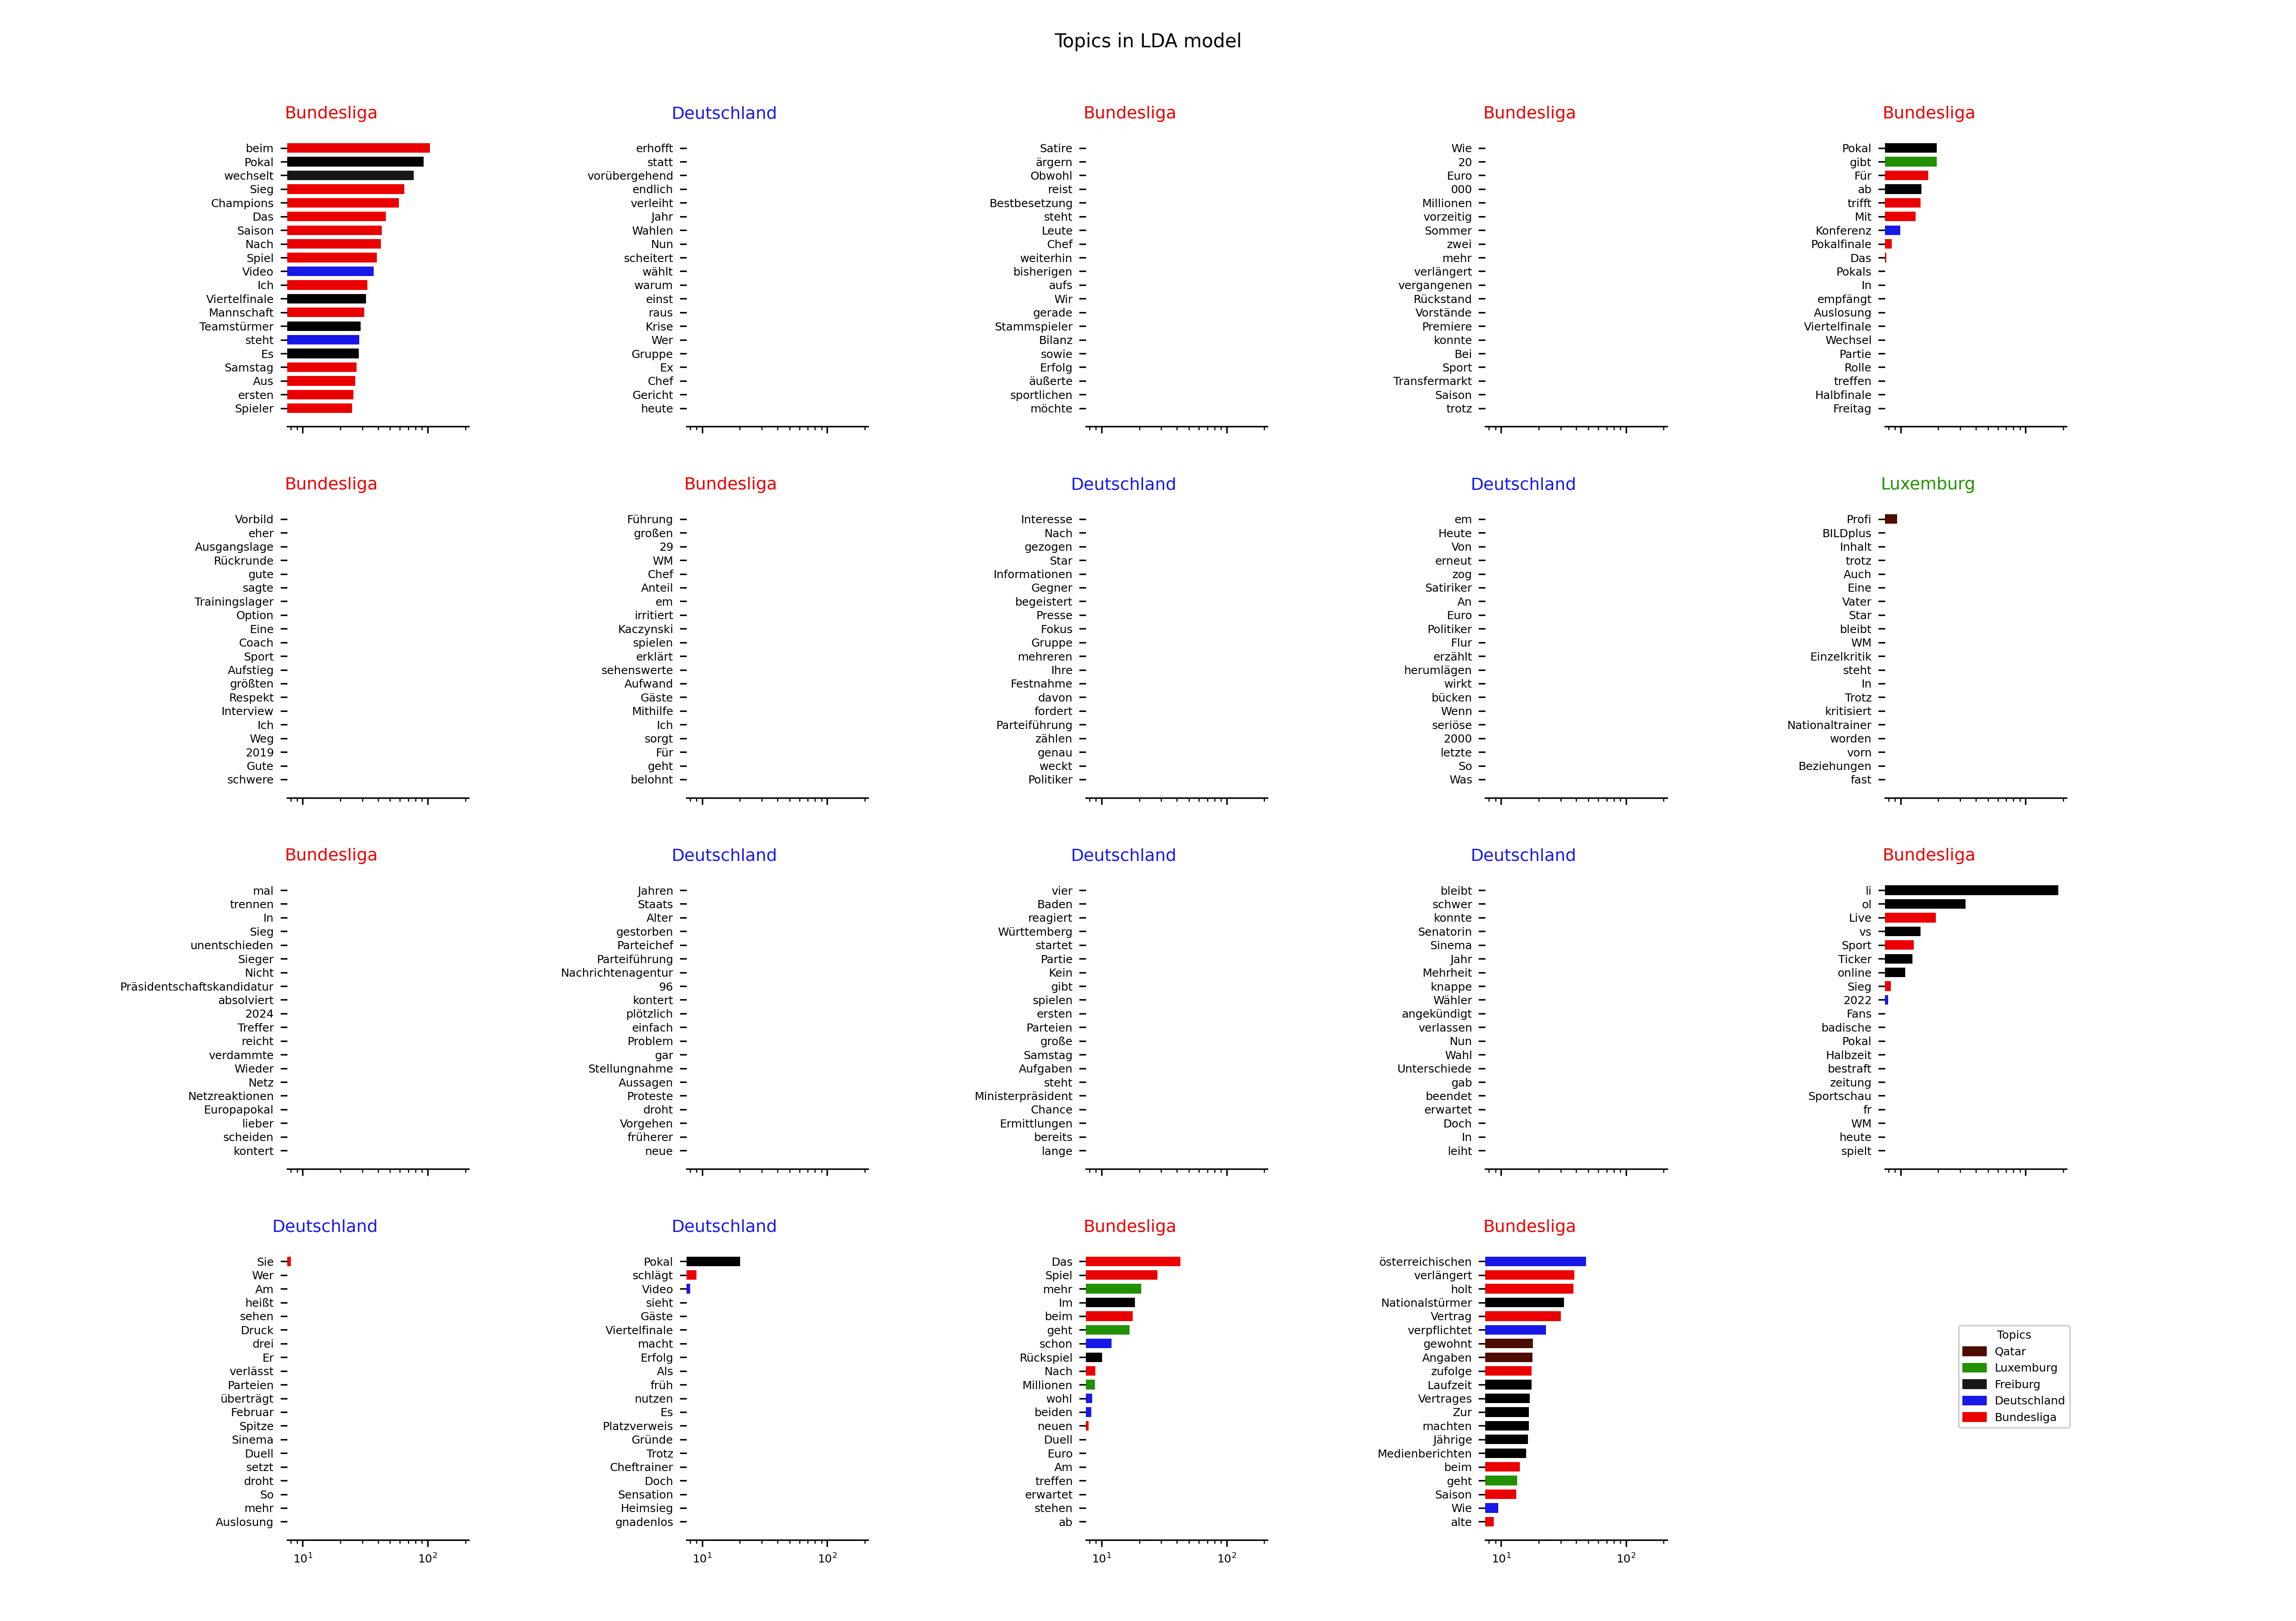 Topics in LDA model
Bundesliga
beim
Pokal
wechselt
Sieg
Champions
Das
Saison
Nach
Spiel
Video
Ich
Viertelfinale
Mannschaft
Teamstürmer
steht
Es
Samstag
Aus
ersten
Spieler
Deutschland
erhofft
statt
vorübergehend
endlich
verleiht
Jahr
Wahlen
Nun
scheitert
wählt
warum
einst
raus
Krise
Wer
Gruppe
Ex
Chef
Gericht
heute
Bundesliga
Satire
ärgern
Obwohl
reist
Bestbesetzung
steht
Leute
Chef
weiterhin
bisherigen
aufs
Wir
gerade
Stammspieler
Bilanz
sowie
Erfolg
äußerte
sportlichen
möchte
Bundesliga
Wie
20
Euro
000
Millionen
vorzeitig
Sommer
zwei
mehr
verlängert
vergangenen
Rückstand
Vorstände
Premiere
konnte
Bei
Sport
Transfermarkt
Saison
trotz
Bundesliga
Pokal
gibt
Für
ab
trifft
Mit
Konferenz
Pokalfinale
Das
Pokals
In
empfängt
Auslosung
Viertelfinale
Wechsel
Partie
Rolle
treffen
Halbfinale
Freitag
Bundesliga
Vorbild
eher
Ausgangslage
Rückrunde
gute
sagte
Trainingslager
Option
Eine
Coach
Sport
Aufstieg
größten
Respekt
Interview
Ich
Weg
2019
Gute
schwere
Bundesliga
Führung
großen
29
WM
Chef
Anteil
em
irritiert
Kaczynski
spielen
erklärt
sehenswerte
Aufwand
Gäste
Mithilfe
Ich
sorgt
Für
geht
belohnt
Deutschland
Interesse
Nach
gezogen
Star
Informationen
Gegner
begeistert
Presse
Fokus
Gruppe
mehreren
Ihre
Festnahme
davon
fordert
Parteiführung
zählen
genau
weckt
Politiker
Deutschland
em
Heute
Von
erneut
zog
Satiriker
An
Euro
Politiker
Flur
erzählt
herumlägen
wirkt
bücken
Wenn
seriöse
2000
letzte
So
Was
Luxemburg
Profi
BILDplus
Inhalt
trotz
Auch
Eine
Vater
Star
bleibt
WM
Einzelkritik
steht
In
Trotz
kritisiert
Nationaltrainer
worden
vorn
Beziehungen
fast
Bundesliga
mal
trennen
In
Sieg
unentschieden
Sieger
Nicht
Präsidentschaftskandidatur
absolviert
2024
Treffer
reicht
verdammte
Wieder
Netz
Netzreaktionen
Europapokal
lieber
scheiden
kontert
Deutschland
Jahren
Staats
Alter
gestorben
Parteichef
Parteiführung
Nachrichtenagentur
96
kontert
plötzlich
einfach
Problem
gar
Stellungnahme
Aussagen
Proteste
droht
Vorgehen
früherer
neue
Deutschland
vier
Baden
reagiert
Württemberg
startet
Partie
Kein
gibt
spielen
ersten
Parteien
große
Samstag
Aufgaben
steht
Ministerpräsident
Chance
Ermittlungen
bereits
lange
Deutschland
bleibt
schwer
konnte
Senatorin
Sinema
Jahr
Mehrheit
knappe
Wähler
angekündigt
verlassen
Nun
Wahl
Unterschiede
gab
beendet
erwartet
Doch
In
leiht
Bundesliga
li
ol
Live
vs
Sport
Ticker
online
Sieg
2022
Fans
badische
Pokal
Halbzeit
bestraft
zeitung
Sportschau
fr
WM
heute
spielt
Deutschland
Sie
Wer
Am
heißt
sehen
Druck
drei
Er
verlässt
Parteien
überträgt
Februar
Spitze
Sinema
Duell
setzt
droht
So
mehr
Auslosung
10¹ 10²
Deutschland
Pokal
schlägt
Video
sieht
Gäste
Viertelfinale
macht
Erfolg
Als
früh
nutzen
Es
Platzverweis
Gründe
Trotz
Cheftrainer
Doch
Sensation
Heimsieg
gnadenlos
10¹ 10²
Bundesliga
Das
Spiel
mehr
Im
beim
geht
schon
Rückspiel
Nach
Millionen
wohl
beiden
neuen
Duell
Euro
Am
treffen
erwartet
stehen
ab
10¹ 10²
Bundesliga
österreichischen
verlängert
holt
Nationalstürmer
Vertrag
verpflichtet
gewohnt
Angaben
zufolge
Laufzeit
Vertrages
Zur
machten
Jährige
Medienberichten
beim
geht
Saison
Wie
alte
10¹ 10²
Topics
Qatar
Luxemburg
Freiburg
Deutschland
Bundesliga